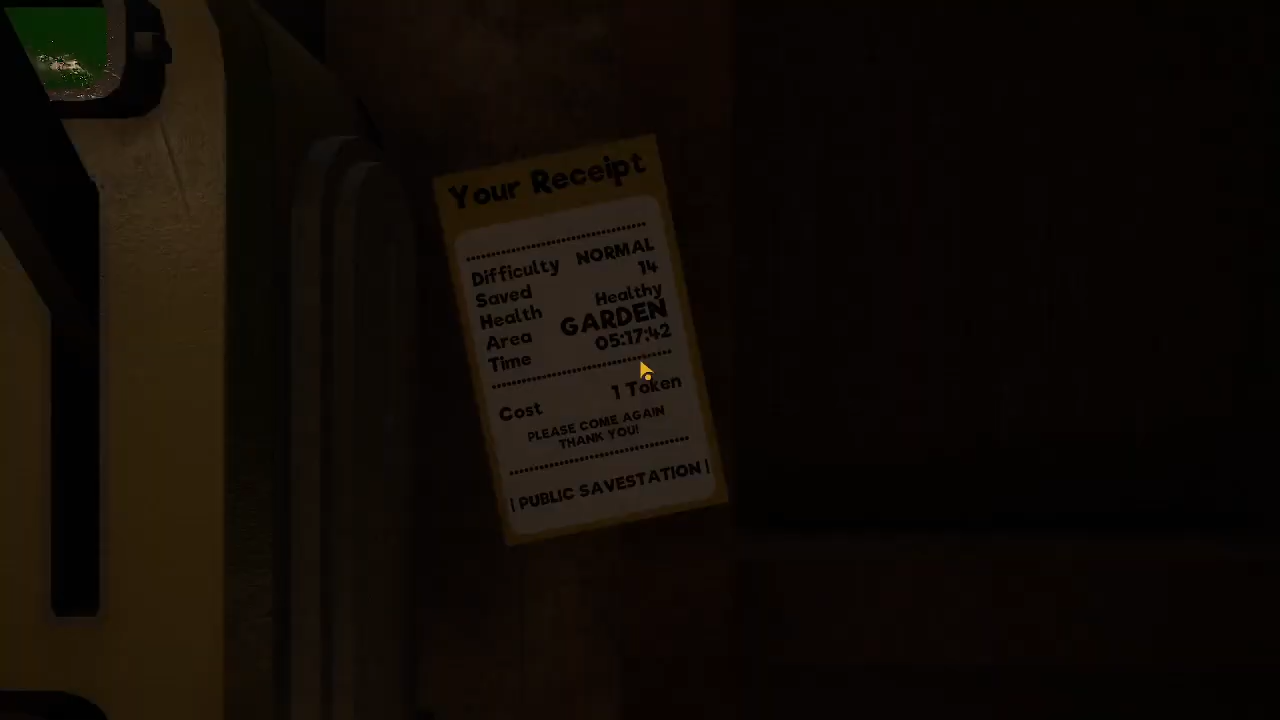 Your Receipt
Difficulty NORMAL
Saved 14
Health Healthy
Area GARDEN
Time 05:17:42
Cost 1 Token
PLEASE COME AGAIN
THANK YOU!
| PUBLIC SAVESTATION |